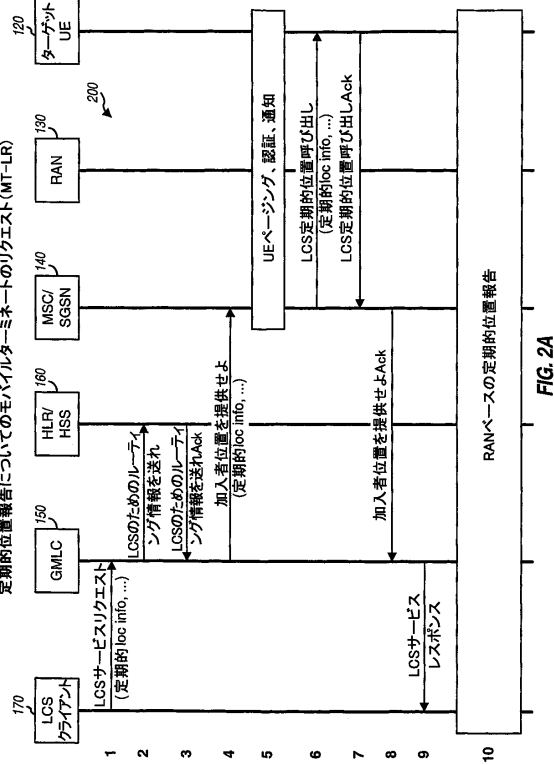 定期的位置報告についてのモバイルターミネートのリクエスト(MT-LR)
200
170
LCS
クライアント
150
GMLC
160
HLR/
HSS
140
MSC/
SGSN
130
RAN
120
ターゲット
UE
1
LCSサービスリクエスト
(定期的 loc info, ...)
2
LCSのためのルーティ
ング情報を送れ
3
LCSのためのルーティ
ング情報を送れAck
4
加入者位置を提供せよ
(定期的loc info, ...)
5
UEページング、認証、通知
6
LCS定期的位置呼び出し
(定期的loc info, ...)
7
LCS定期的位置呼び出しAck
8
加入者位置を提供せよAck
9
LCSサービス
レスポンス
10
RANベースの定期的位置報告
FIG. 2A